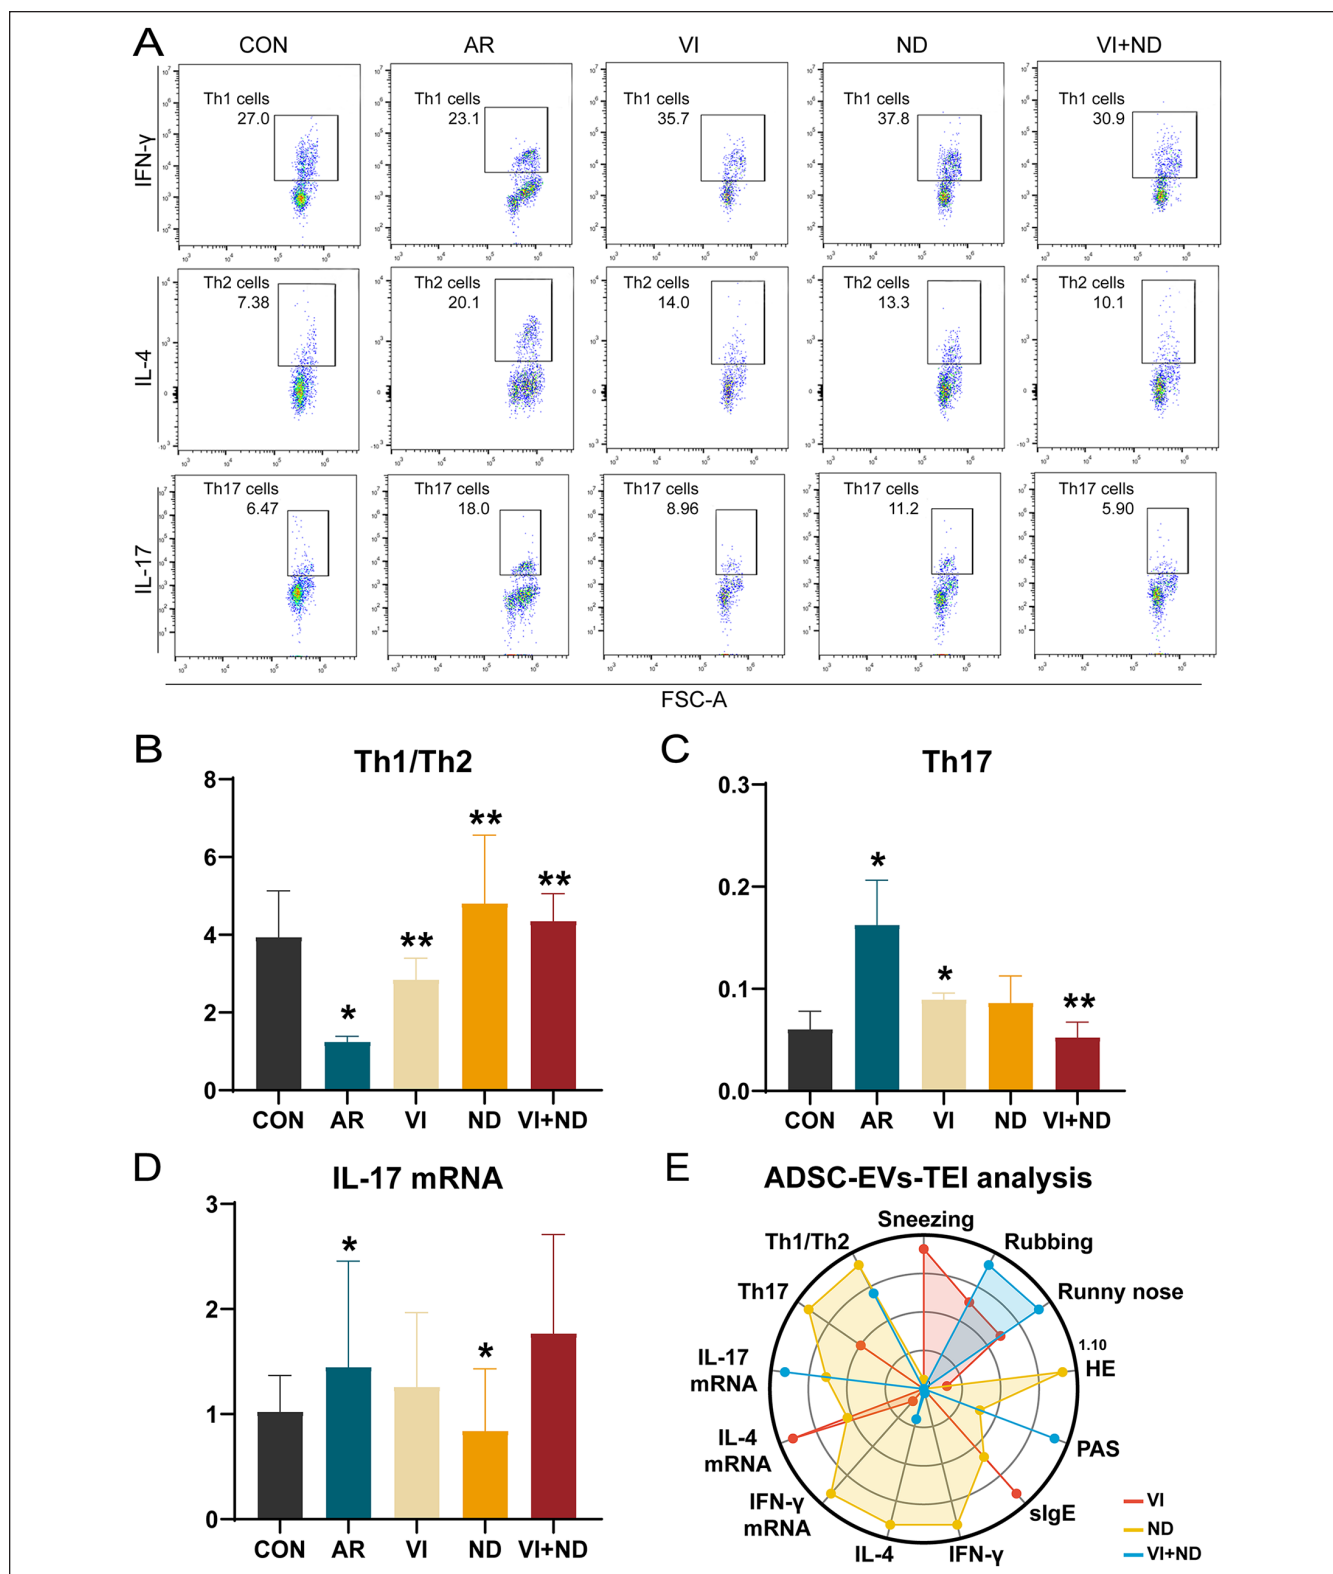 A
CON AR VI ND VI+ND
IFN-γ
Th1 cells 27.0
Th1 cells 23.1
Th1 cells 35.7
Th1 cells 37.8
Th1 cells 30.9
IL-4
Th2 cells 7.38
Th2 cells 20.1
Th2 cells 14.0
Th2 cells 13.3
Th2 cells 10.1
IL-17
Th17 cells 6.47
Th17 cells 18.0
Th17 cells 8.96
Th17 cells 11.2
Th17 cells 5.90
FSC-A
B
Th1/Th2
8
6
4
2
0
* ** ** **
CON AR VI ND VI+ND
C
Th17
0.3
0.2
0.1
0.0
* * **
CON AR VI ND VI+ND
D
IL-17 mRNA
3
2
1
0
* *
CON AR VI ND VI+ND
E
ADSC-EVs-TEI analysis
Sneezing
Rubbing
Runny nose
1.10
HE
PAS
sIgE
IFN-γ
IL-4
IFN-γ
mRNA
IL-4
mRNA
IL-17
mRNA
Th17
Th1/Th2
VI
ND
VI+ND